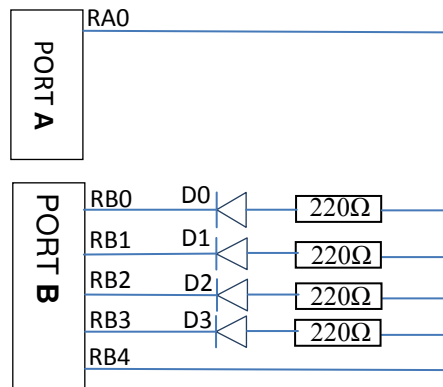 PORT A
RA0
PORT B
RB0 D0 220Ω
RB1 D1 220Ω
RB2 D2 220Ω
RB3 D3 220Ω
RB4